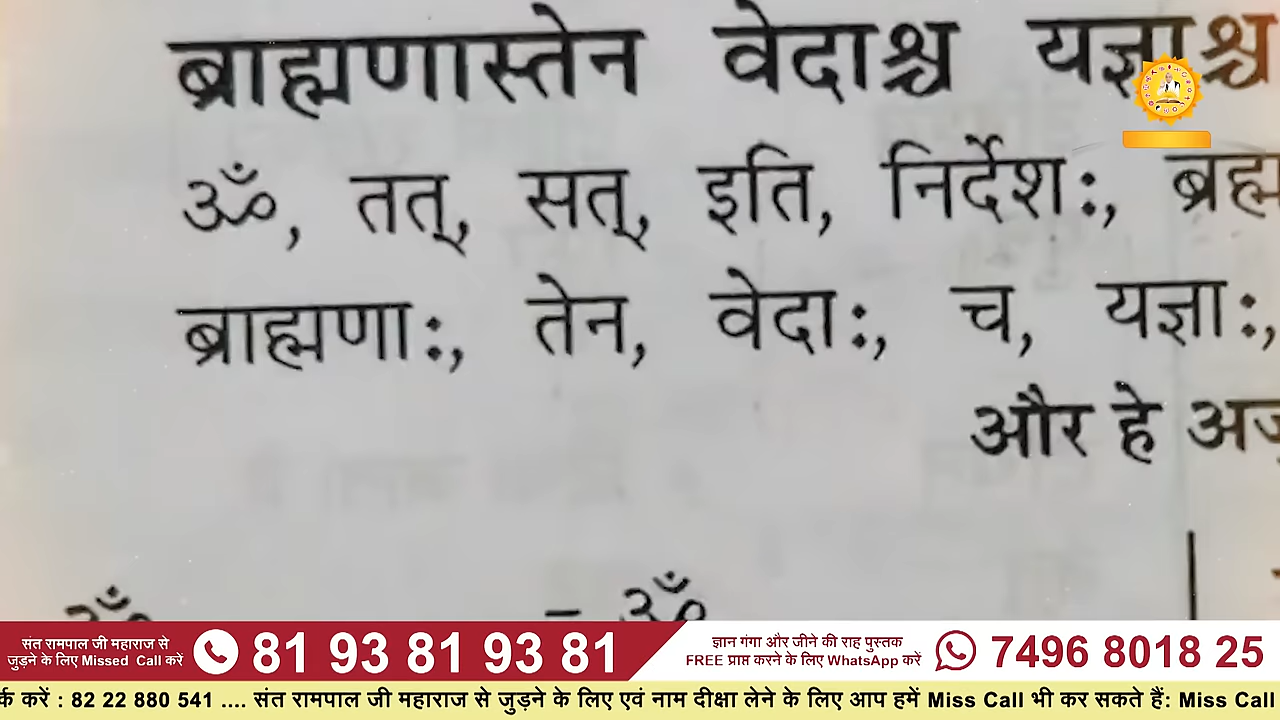 ब्राह्मणास्तेन वेदाश्च यज्ञाश्च
ॐ, तत्, सत्, इति, निर्देशः, ब्रह्म
ब्राह्मणाः, तेन, वेदाः, च, यज्ञाः,
और हे
ॐ – ॐ
संत रामपाल जी महाराज से
जुड़ने के लिए Missed Call करें
81 93 81 93 81
ज्ञान गंगा और जीने की राह पुस्तक
FREE प्राप्त करने के लिए WhatsApp करें
7496 8018 25
र्क करें : 82 22 880 541 .... संत रामपाल जी महाराज से जुड़ने के लिए एवं नाम दीक्षा लेने के लिए आप हमें Miss Call भी कर सकते हैं: Miss Call